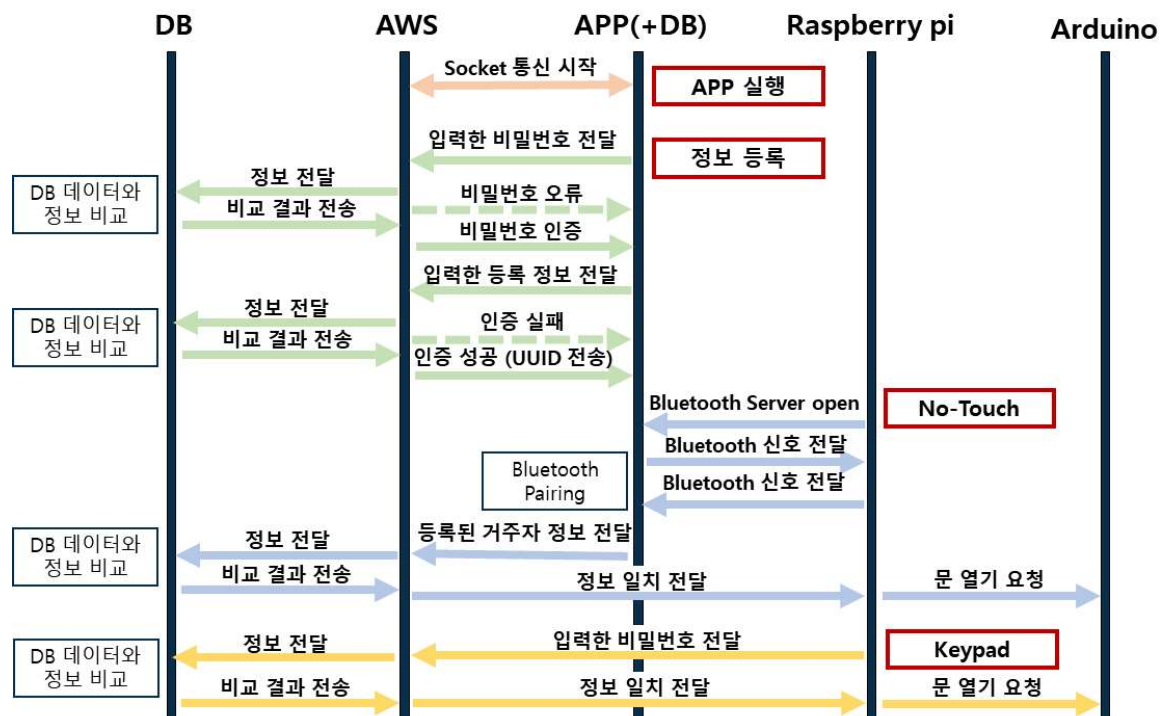 DB
AWS
APP(+DB)
Raspberry pi
Arduino
Socket 통신 시작
APP 실행
입력한 비밀번호 전달
정보 등록
정보 전달
DB 데이터와
정보 비교
비밀번호 오류
비교 결과 전송
비밀번호 인증
입력한 등록 정보 전달
정보 전달
DB 데이터와
정보 비교
인증 실패
비교 결과 전송
인증 성공 (UUID 전송)
Bluetooth Server open
No-Touch
Bluetooth 신호 전달
Bluetooth
Pairing
Bluetooth 신호 전달
등록된 거주자 정보 전달
정보 전달
DB 데이터와
정보 비교
비교 결과 전송
정보 일치 전달
문 열기 요청
정보 전달
입력한 비밀번호 전달
Keypad
DB 데이터와
정보 비교
비교 결과 전송
정보 일치 전달
문 열기 요청